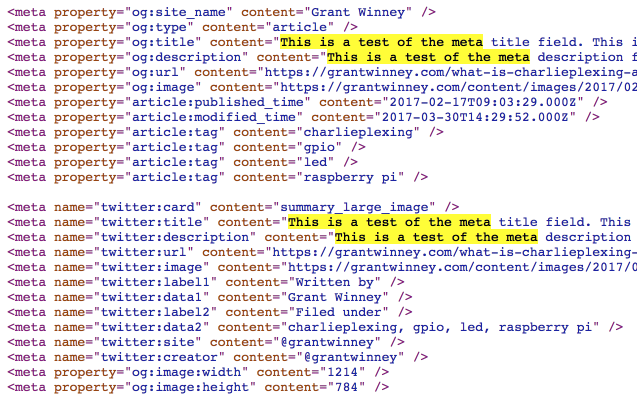 <meta property="og:site_name" content="Grant Winney" />
<meta property="og:type" content="article" />
<meta property="og:title" content="This is a test of the meta title field. This i
<meta property="og:description" content="This is a test of the meta description f
<meta property="og:url" content="https://grantwinney.com/what-is-charlieplexing-a
<meta property="og:image" content="https://grantwinney.com/content/images/2017/02
<meta property="article:published_time" content="2017-02-17T09:03:29.000Z" />
<meta property="article:modified_time" content="2017-03-30T14:29:52.000Z" />
<meta property="article:tag" content="charlieplexing" />
<meta property="article:tag" content="gpio" />
<meta property="article:tag" content="led" />
<meta property="article:tag" content="raspberry pi" />

<meta name="twitter:card" content="summary_large_image" />
<meta name="twitter:title" content="This is a test of the meta title field. This
<meta name="twitter:description" content="This is a test of the meta description
<meta name="twitter:url" content="https://grantwinney.com/what-is-charlieplexing-
<meta name="twitter:image" content="https://grantwinney.com/content/images/2017/0
<meta name="twitter:label1" content="Written by" />
<meta name="twitter:data1" content="Grant Winney" />
<meta name="twitter:label2" content="Filed under" />
<meta name="twitter:data2" content="charlieplexing, gpio, led, raspberry pi" />
<meta name="twitter:site" content="@grantwinney" />
<meta name="twitter:creator" content="@grantwinney" />
<meta property="og:image:width" content="1214" />
<meta property="og:image:height" content="784" />